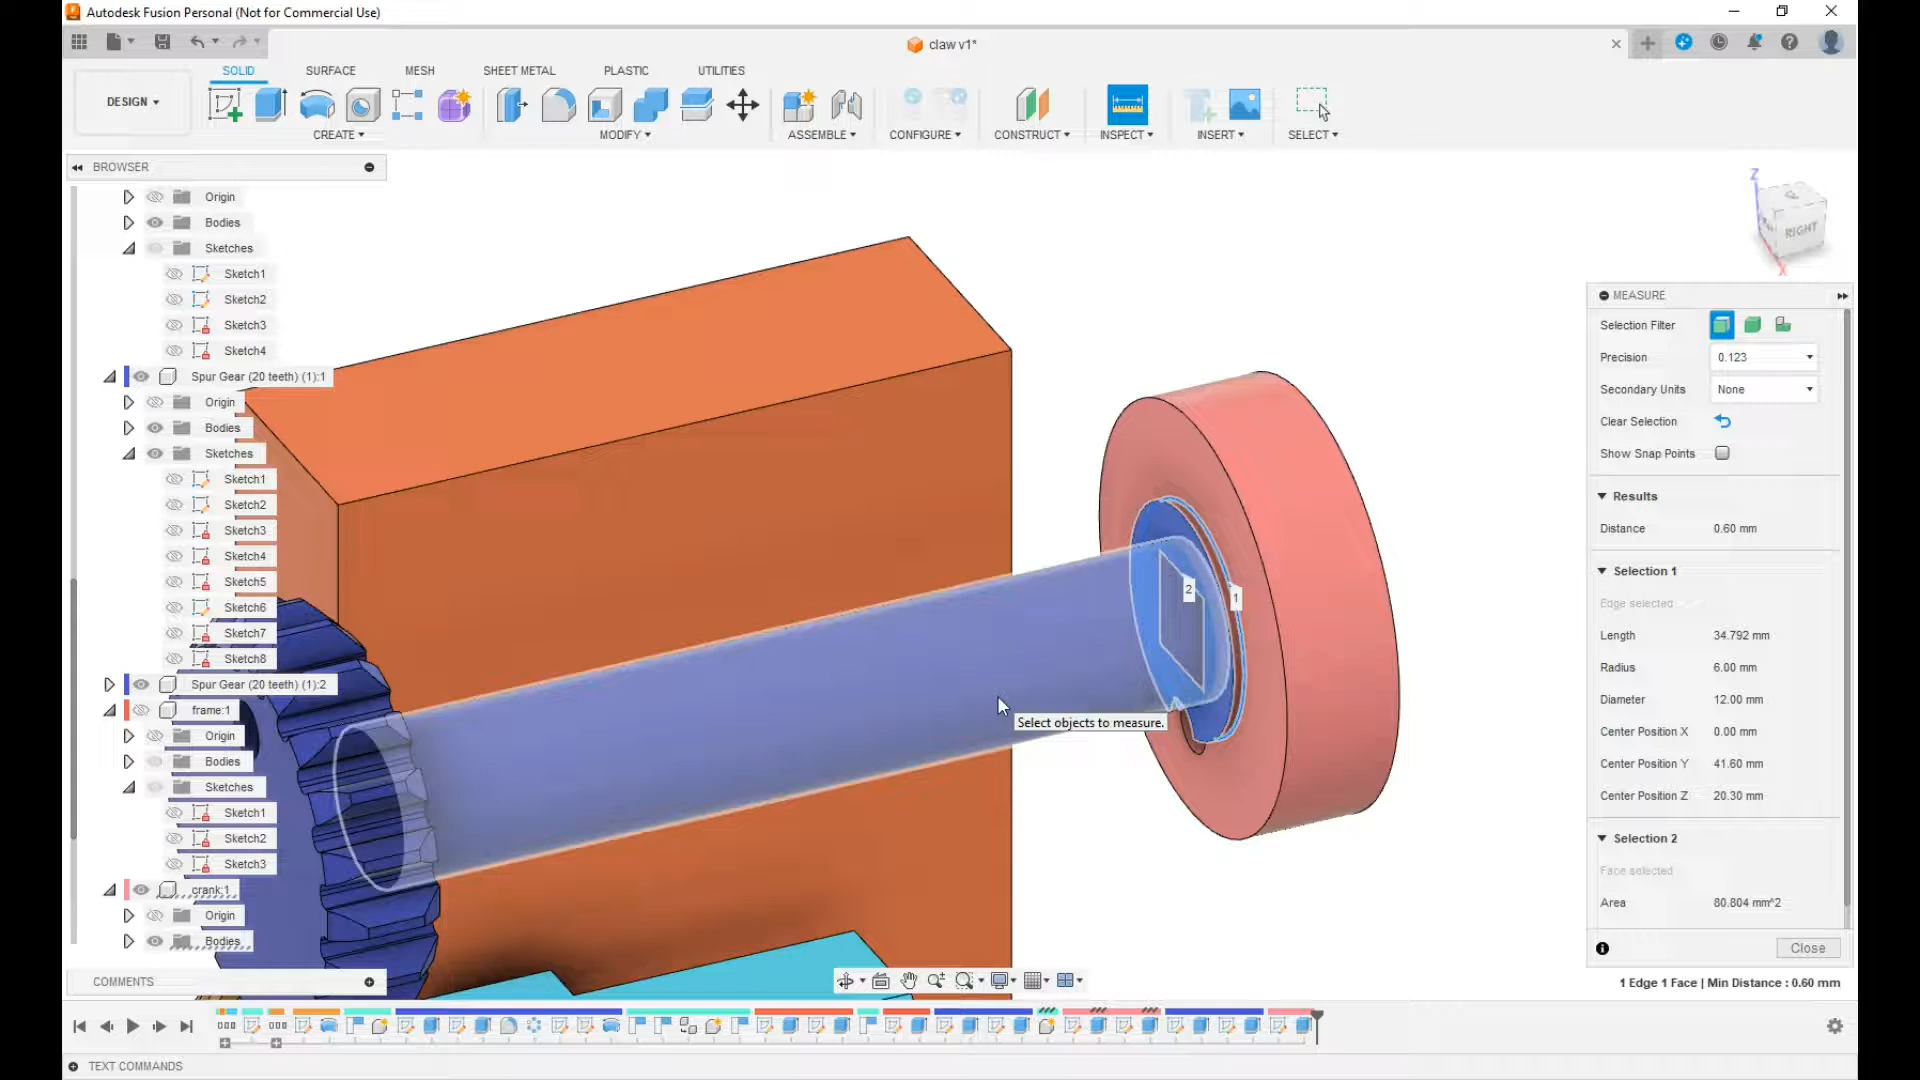 Autodesk Fusion Personal (Not for Commercial Use)
claw v1*
DESIGN
SOLID
SURFACE
MESH
SHEET METAL
PLASTIC
UTILITIES
CREATE
MODIFY
ASSEMBLE
CONFIGURE
CONSTRUCT
INSPECT
INSERT
SELECT
BROWSER
Origin
Bodies
Sketches
Sketch1
Sketch2
Sketch3
Sketch4
Spur Gear (20 teeth) (1):1
Origin
Bodies
Sketches
Sketch1
Sketch2
Sketch3
Sketch4
Sketch5
Sketch6
Sketch7
Sketch8
Spur Gear (20 teeth) (1):2
frame:1
Origin
Bodies
Sketches
Sketch1
Sketch2
Sketch3
crank:1
Origin
Bodies
COMMENTS
2
1
Select objects to measure.
Z
RIGHT
X
MEASURE
Selection Filter
Precision 0.123
Secondary Units None
Clear Selection
Show Snap Points
Results
Distance 0.60 mm
Selection 1
Edge selected
Length 34.792 mm
Radius 6.00 mm
Diameter 12.00 mm
Center Position X 0.00 mm
Center Position Y 41.60 mm
Center Position Z 20.30 mm
Selection 2
Face selected
Area 80.804 mm^2
Close
1 Edge 1 Face | Min Distance : 0.60 mm
TEXT COMMANDS